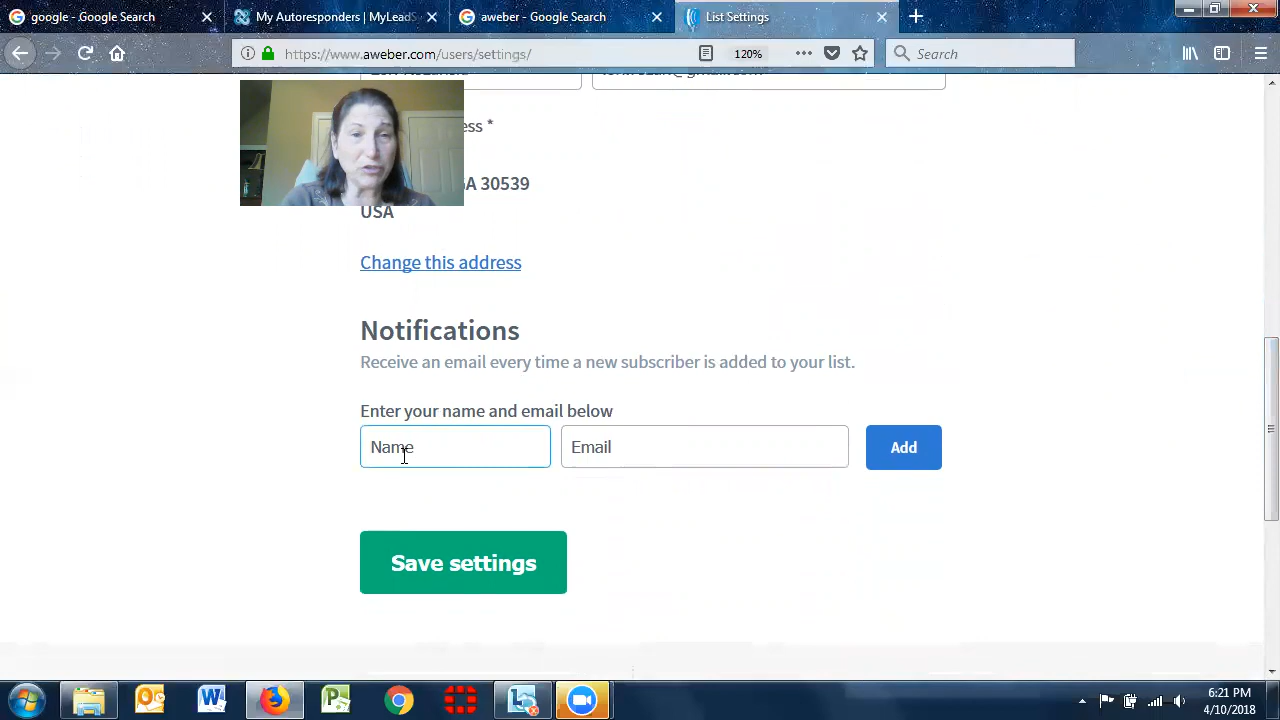 google - Google Search
My Autoresponders | MyLeadS
aweber - Google Search
List Settings
https://www.aweber.com/users/settings/
120%
Search
ess *
GA 30539
USA
Change this address
Notifications
Receive an email every time a new subscriber is added to your list.
Enter your name and email below
Name
Email
Add
Save settings
6:21 PM
4/10/2018